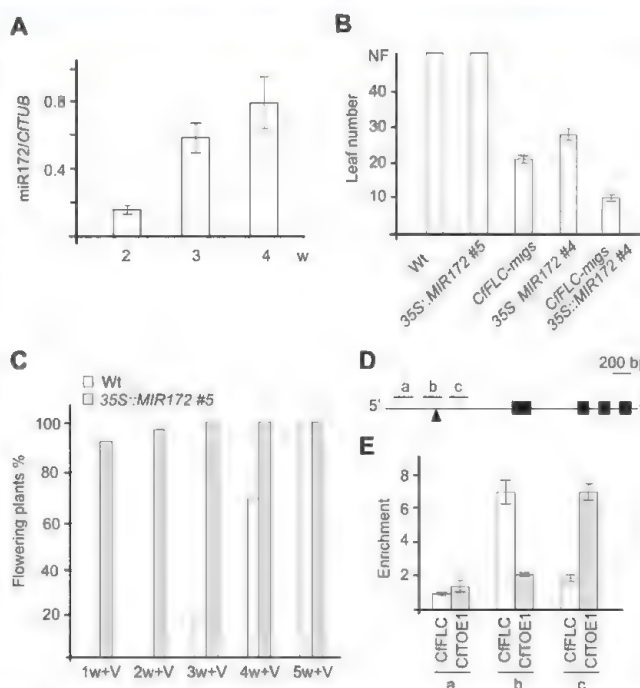 A
miR172/CfTUB
0.8
0.4
2 3 4 w
B
Leaf number
NF
40
30
20
10
Wt
35S::MIR172 #5
CfFLC-migs
35S MIR172 #4
CfFLC-migs
35S::MIR172 #4
C
Wt
35S::MIR172 #5
Flowering plants %
100
80
60
40
20
1w+V 2w+V 3w+V 4w+V 5w+V
D
200 bp
a b c
5'
E
Enrichment
8
6
4
2
CfFLC CfTOE1 CfFLC CfTOE1 CfFLC CfTOE1
a b c